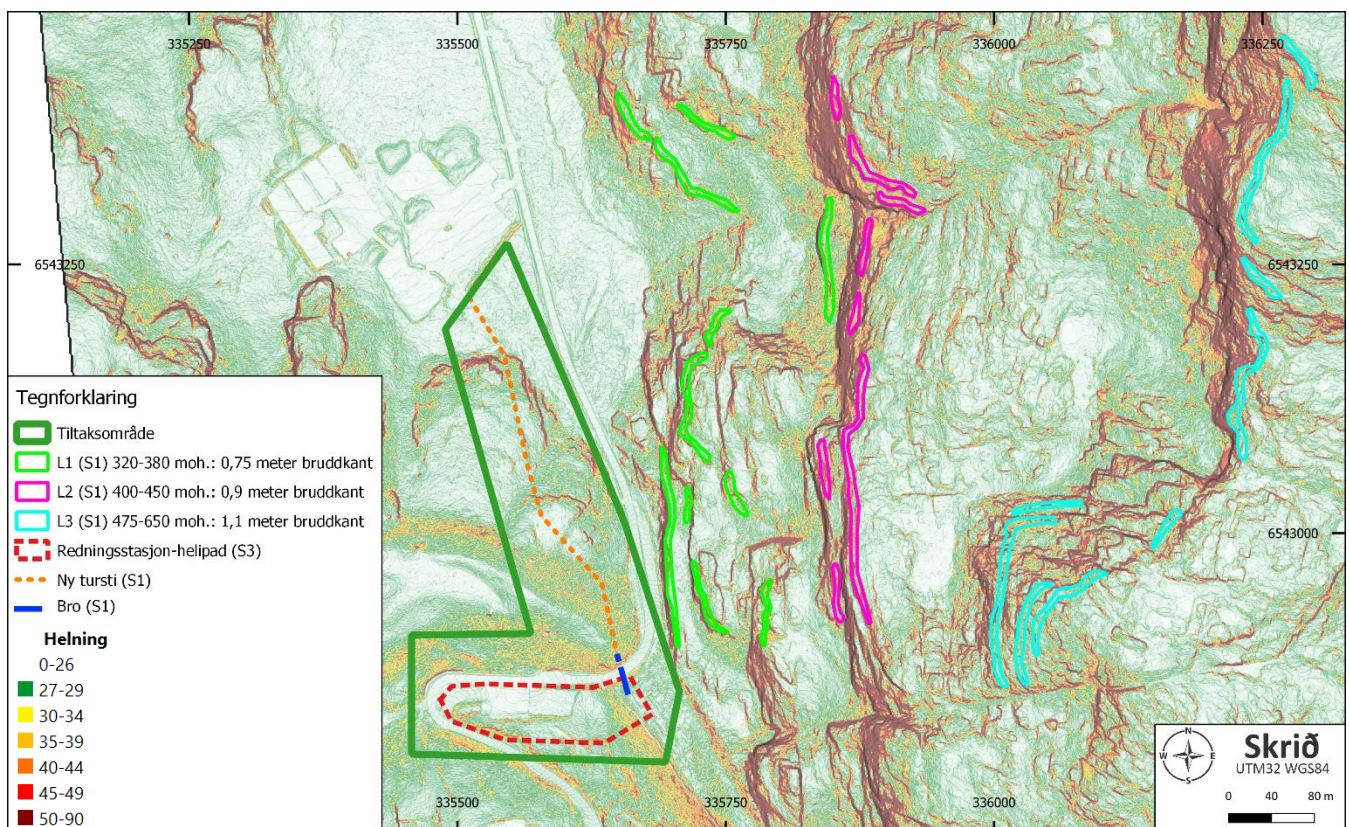 335250
335500
335750
336000
336250
6543250
6543250
6543000
335500
335750
336000
Tegnforklaring
Tiltaksområde
L1 (S1) 320-380 moh.: 0,75 meter bruddkant
L2 (S1) 400-450 moh.: 0,9 meter bruddkant
L3 (S1) 475-650 moh.: 1,1 meter bruddkant
Redningsstasjon-helipad (S3)
Ny tursti (S1)
Bro (S1)
Helning
0-26
27-29
30-34
35-39
40-44
45-49
50-90
N
W
E
S
Skrið
UTM32 WGS84
0 40 80 m